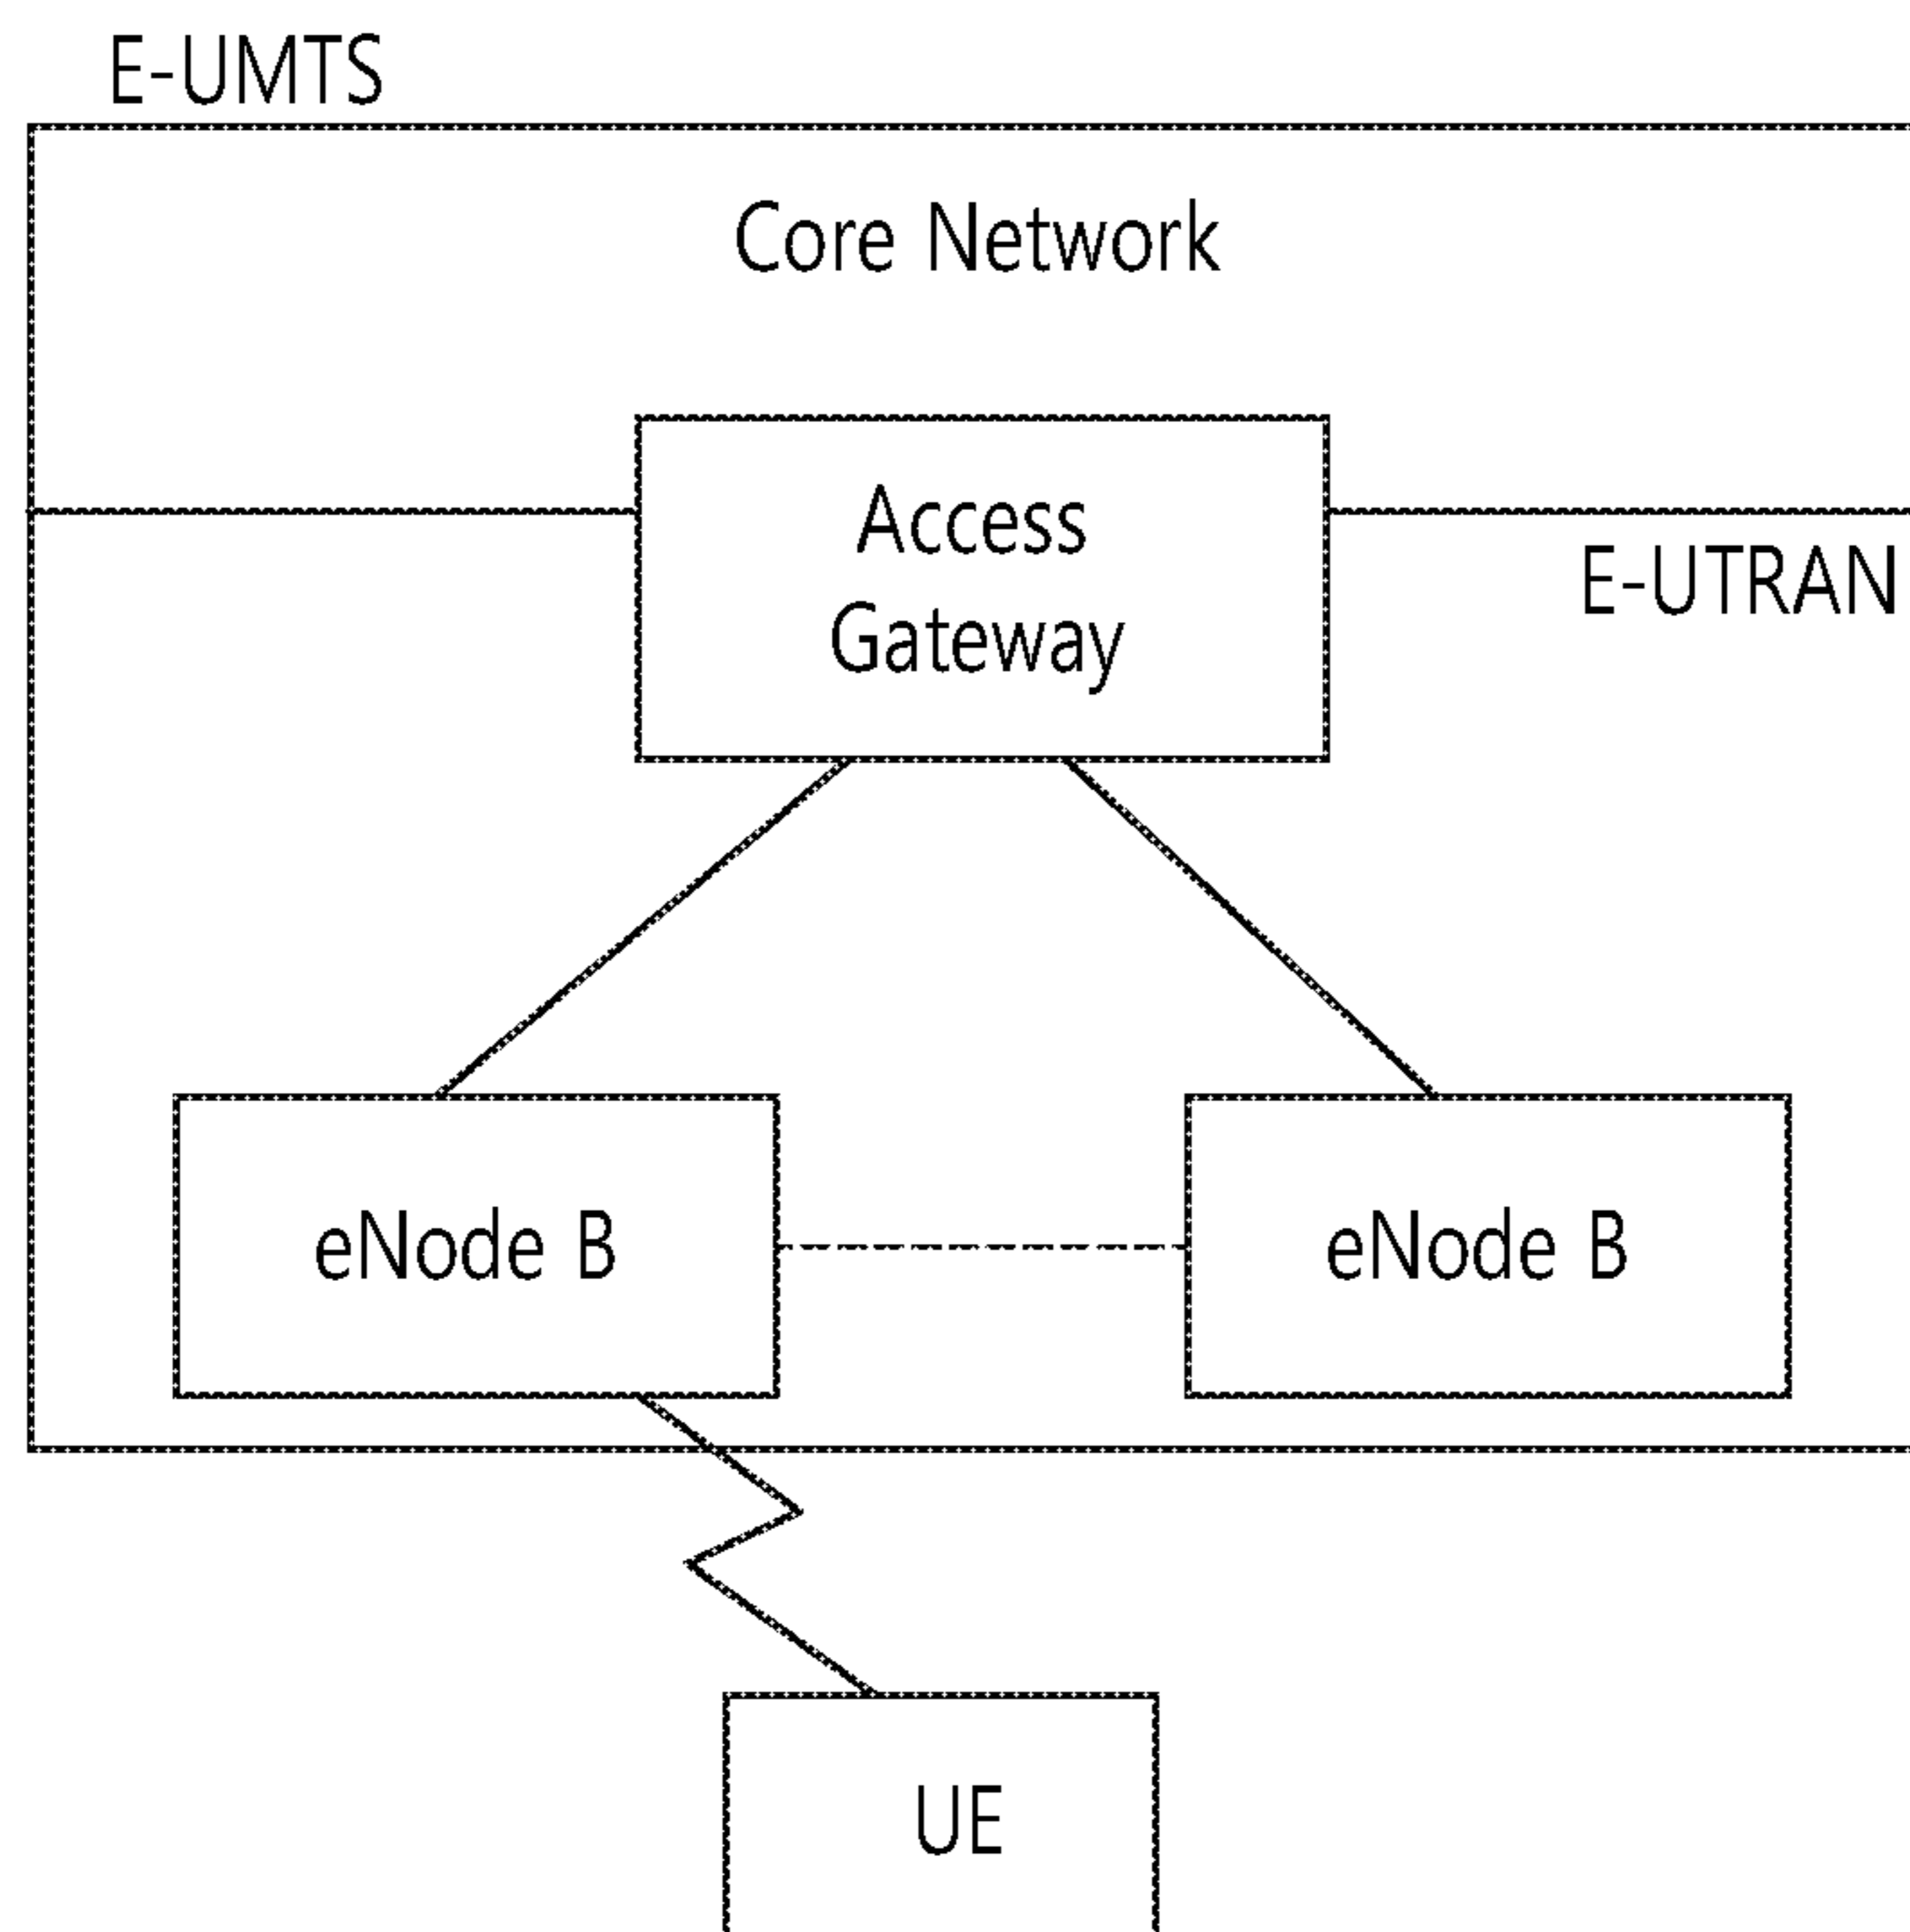 E-UMTS
Core Network
Access
Gateway
E-UTRAN
eNode B
eNode B
UE